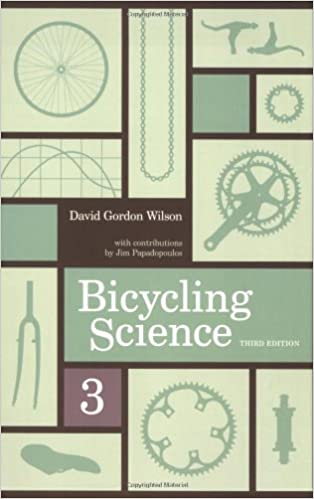 David Gordon Wilson
with contributions
by Jim Papadopoulos
Bicycling
Science THIRD EDITION
3